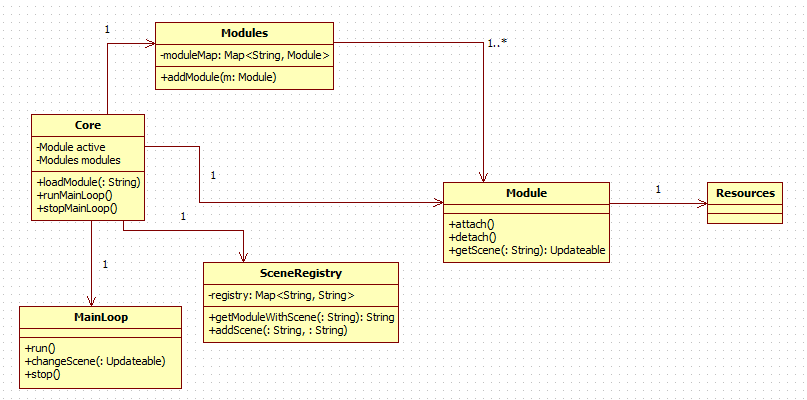 Modules
-moduleMap: Map<String, Module>
+addModule(m: Module)
1
1..*
Core
-Module active
-Modules modules
+loadModule(: String)
+runMainLoop()
+stopMainLoop()
1
Module
+attach()
+detach()
+getScene(: String): Updateable
1
Resources
1
SceneRegistry
-registry: Map<String, String>
+getModuleWithScene(: String): String
+addScene(: String, : String)
1
MainLoop
+run()
+changeScene(: Updateable)
+stop()